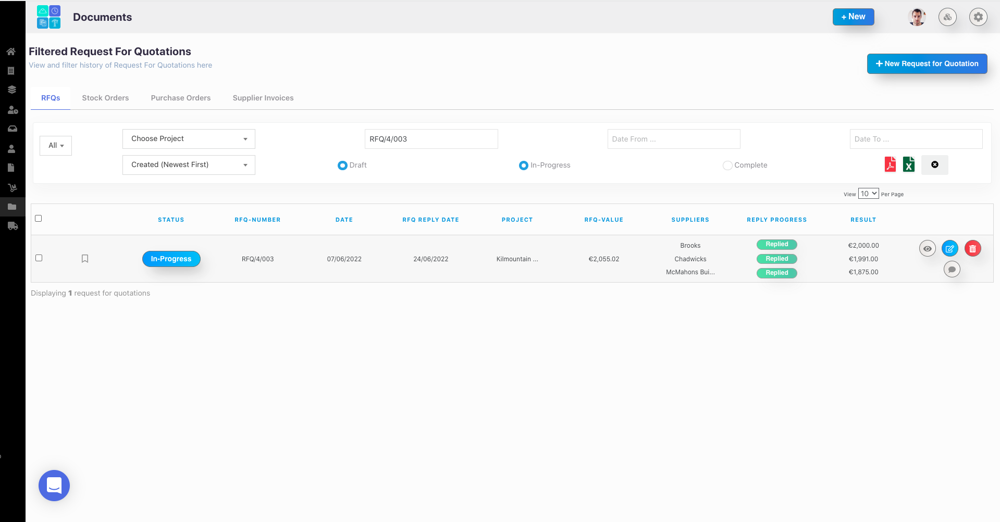 Documents
+ New
Filtered Request For Quotations
View and filter history of Request For Quotations here
+ New Request for Quotation
RFQs Stock Orders Purchase Orders Supplier Invoices
All
Choose Project
RFQ/4/003
Date From ...
Date To ...
Created (Newest First)
Draft
In-Progress
Complete
View 10 Per Page
STATUS RFQ-NUMBER DATE RFQ REPLY DATE PROJECT RFQ-VALUE SUPPLIERS REPLY PROGRESS RESULT
Brooks Replied €2,000.00
In-Progress RFQ/4/003 07/06/2022 24/06/2022 Kilmountain ... €2,055.02 Chadwicks Replied €1,991.00
McMahons Bui... Replied €1,875.00
Displaying 1 request for quotations